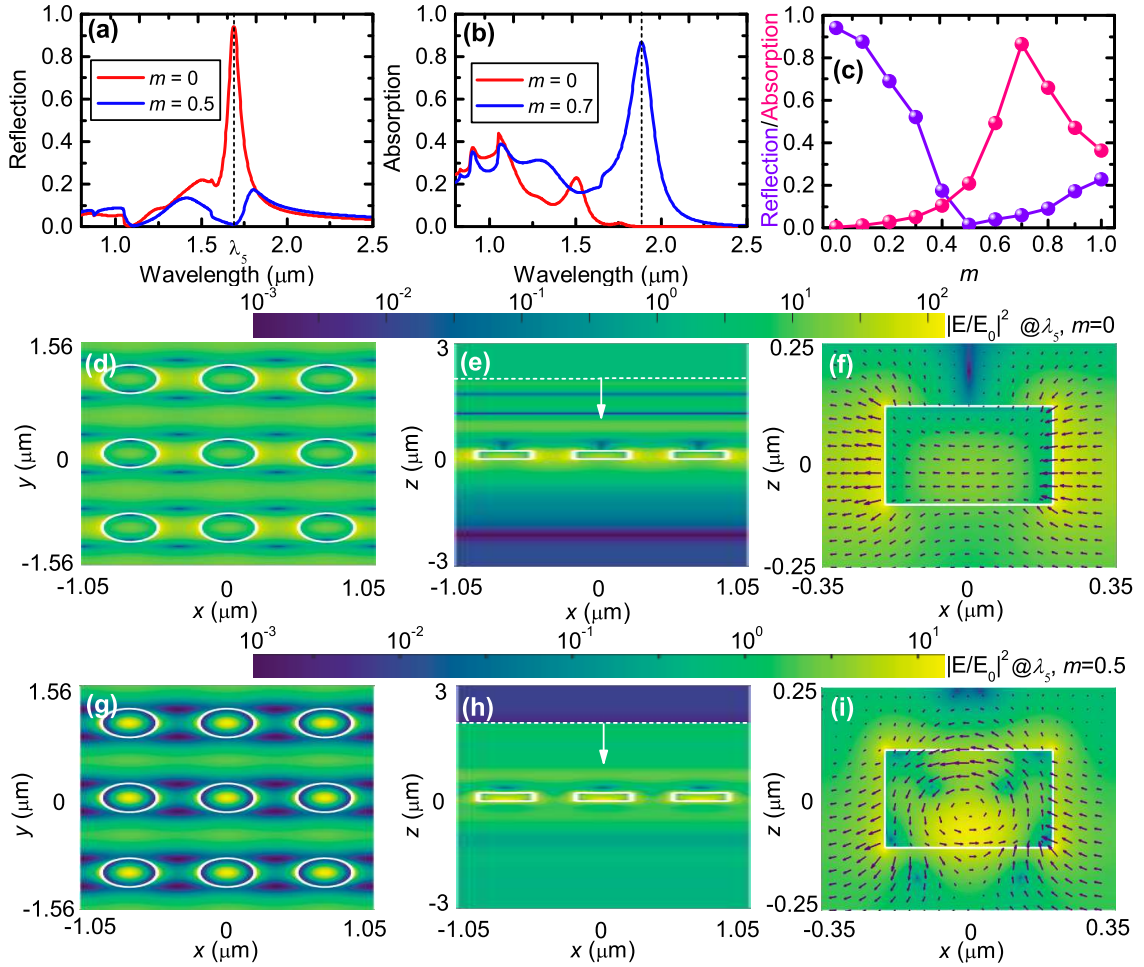 (a)
Reflection
1.0
0.8
0.6
0.4
0.2
0.0
m = 0
m = 0.5
1.0 1.5 2.0 2.5
λ5
Wavelength (μm)
(b)
Absorption
1.0
0.8
0.6
0.4
0.2
0.0
m = 0
m = 0.7
1.0 1.5 2.0 2.5
Wavelength (μm)
(c)
Reflection/Absorption
1.0
0.8
0.6
0.4
0.2
0.0
0.0 0.2 0.4 0.6 0.8 1.0
m
10^-3 10^-2 10^-1 10^0 10^1 10^2
|E/E0|^2 @λ5, m=0
(d)
1.56
0
-1.56
y (μm)
-1.05 0 1.05
x (μm)
(e)
3
0
-3
z (μm)
-1.05 0 1.05
x (μm)
(f)
0.25
0
-0.25
z (μm)
-0.35 0 0.35
x (μm)
10^-3 10^-2 10^-1 10^0 10^1
|E/E0|^2 @λ5, m=0.5
(g)
1.56
0
-1.56
y (μm)
-1.05 0 1.05
x (μm)
(h)
3
0
-3
z (μm)
-1.05 0 1.05
x (μm)
(i)
0.25
0
-0.25
z (μm)
-0.35 0 0.35
x (μm)